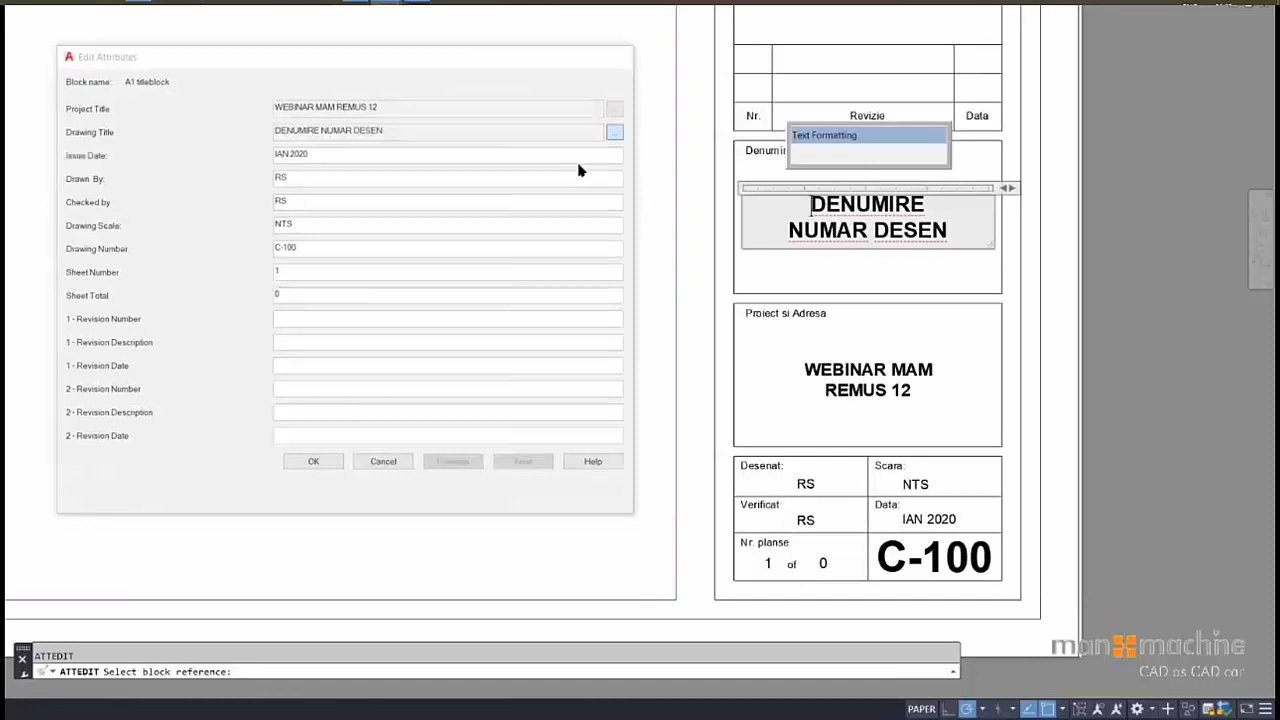 Edit Attributes
Block name: A1 titleblock
Project Title WEBINAR MAM REMUS 12
Drawing Title DENUMIRE NUMAR DESEN ...
Issue Date: IAN 2020
Drawn By: RS
Checked by RS
Drawing Scale: NTS
Drawing Number C-100
Sheet Number 1
Sheet Total 0
1 - Revision Number
1 - Revision Description
1 - Revision Date
2 - Revision Number
2 - Revision Description
2 - Revision Date
OK Cancel Help
Nr. Revizie Data
Text Formatting
DENUMIRE
NUMAR DESEN
Proiect si Adresa
WEBINAR MAM
REMUS 12
Desenat: Scara:
RS NTS
Verificat: Data:
RS IAN 2020
Nr. planse
1 of 0 C-100
ATTEDIT
ATTEDIT Select block reference:
man machine
CAD as CAD can
PAPER